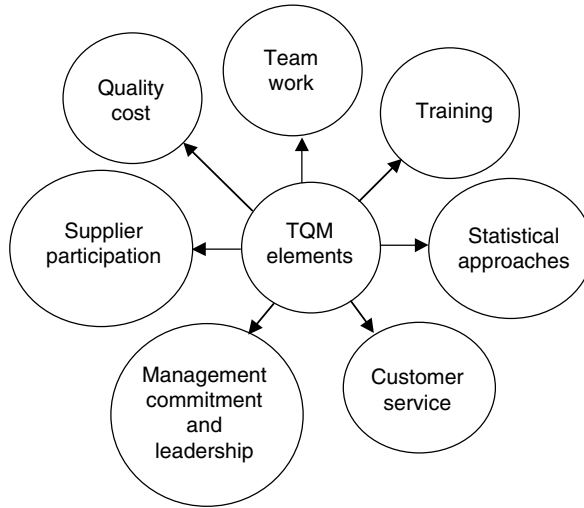 Team
work
Quality
cost
Training
TQM
elements
Supplier
participation
Statistical
approaches
Management
commitment
and
leadership
Customer
service